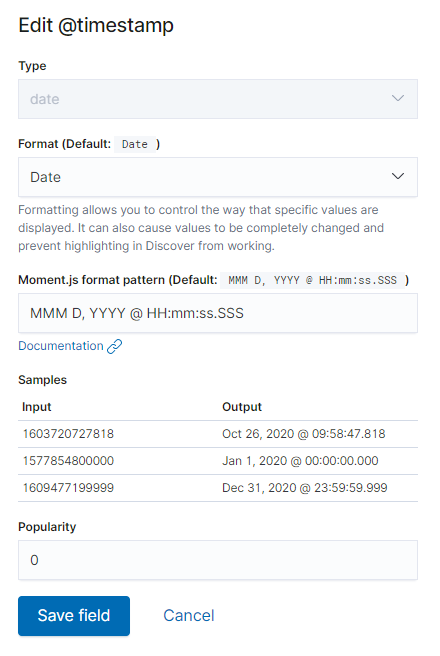 Edit @timestamp
Type
date
Format (Default: Date )
Date
Formatting allows you to control the way that specific values are
displayed. It can also cause values to be completely changed and
prevent highlighting in Discover from working.
Moment.js format pattern (Default: MMM D, YYYY @ HH:mm:ss.SSS )
MMM D, YYYY @ HH:mm:ss.SSS
Documentation
Samples
Input Output
1603720727818 Oct 26, 2020 @ 09:58:47.818
1577854800000 Jan 1, 2020 @ 00:00:00.000
1609477199999 Dec 31, 2020 @ 23:59:59.999
Popularity
0
Save field Cancel